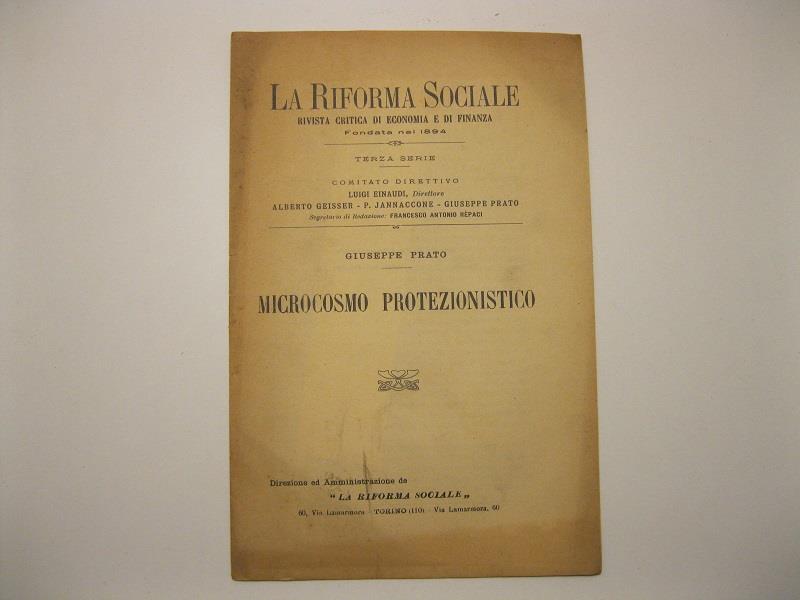 LA RIFORMA SOCIALE
RIVISTA CRITICA DI ECONOMIA E DI FINANZA
Fondata nel 1894
TERZA SERIE
COMITATO DIRETTIVO
LUIGI EINAUDI, Direttore
ALBERTO GEISSER - P. JANNACCONE - GIUSEPPE PRATO
Segretario di Redazione: FRANCESCO ANTONIO RÈPACI
GIUSEPPE PRATO
MICROCOSMO PROTEZIONISTICO
Direzione ed Amministrazione de
“ LA RIFORMA SOCIALE „
60, Via Lamarmora - TORINO (110) - Via Lamarmora, 60